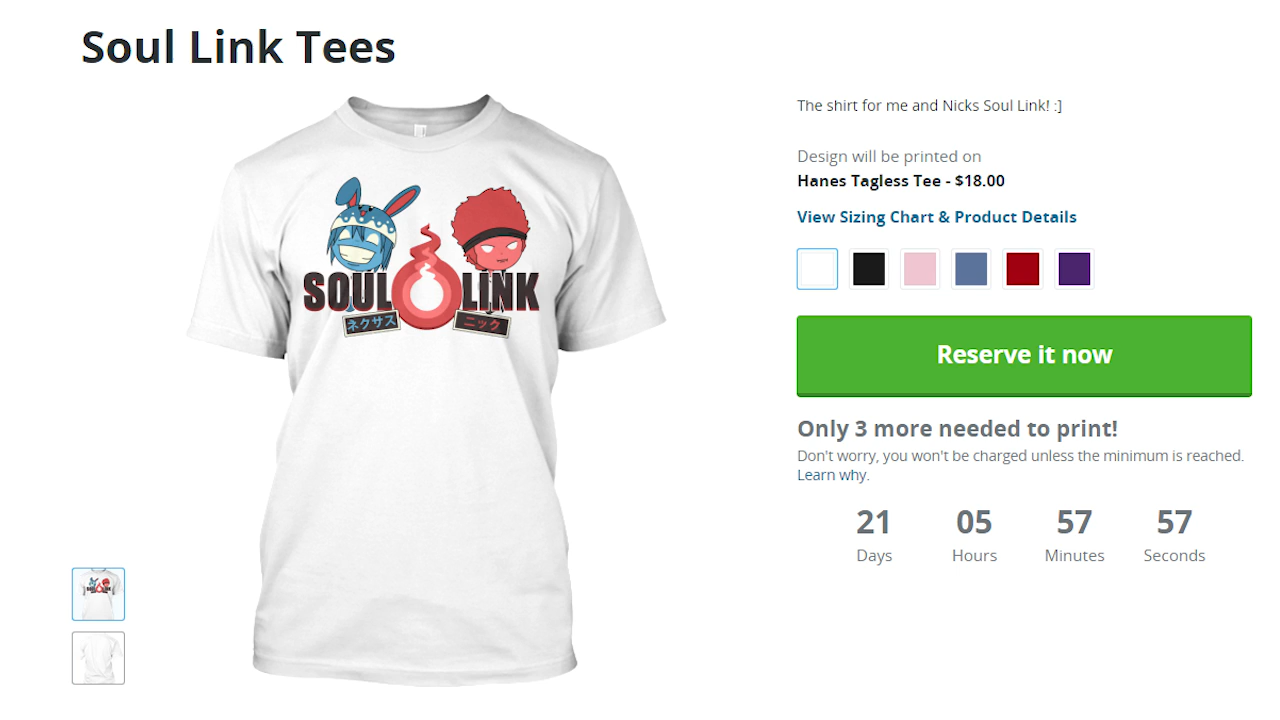 Soul Link Tees
The shirt for me and Nicks Soul Link! :]
Design will be printed on
Hanes Tagless Tee - $18.00
View Sizing Chart & Product Details
SOUL LINK
ネクサス ニック
Reserve it now
Only 3 more needed to print!
Don't worry, you won't be charged unless the minimum is reached.
Learn why.
21 05 57 57
Days Hours Minutes Seconds